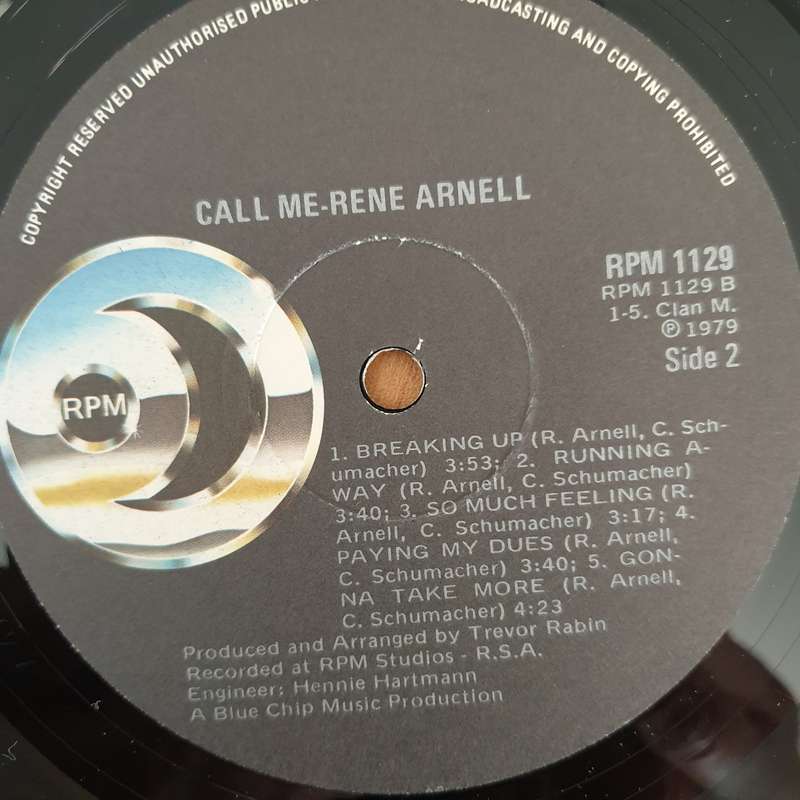 COPYRIGHT RESERVED UNAUTHORISED PUBLIC BROADCASTING AND COPYING PROHIBITED
CALL ME-RENE ARNELL
RPM 1129
RPM 1129 B
1-5. Clan M.
℗ 1979
Side 2
RPM
1. BREAKING UP (R. Arnell, C. Sch-
umacher) 3:53; 2. RUNNING A-
WAY (R. Arnell, C. Schumacher)
3:40; 3. SO MUCH FEELING (R.
Arnell, C. Schumacher) 3:17; 4.
PAYING MY DUES (R. Arnell,
C. Schumacher) 3:40; 5. GON-
NA TAKE MORE (R. Arnell,
C. Schumacher) 4:23
Produced and Arranged by Trevor Rabin
Recorded at RPM Studios - R.S.A.
Engineer: Hennie Hartmann
A Blue Chip Music Production